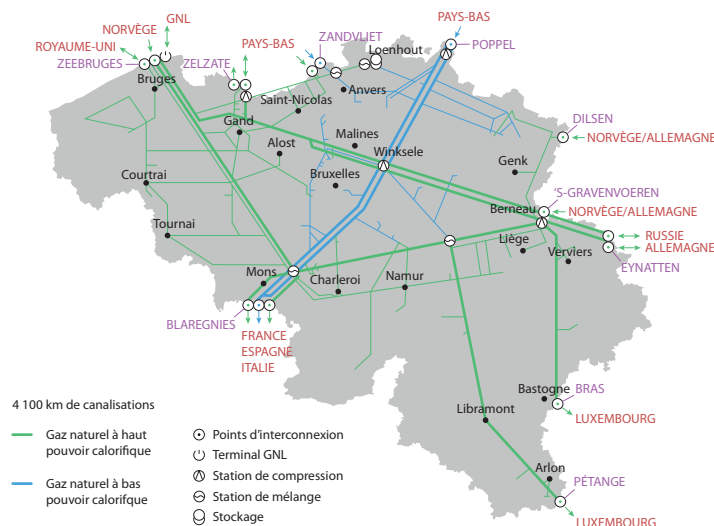 GNL
NORVÈGE
ROYAUME-UNI
ZEEBRUGES
Bruges
ZELZATE
PAYS-BAS
ZANDVLIET
Loenhout
PAYS-BAS
POPPEL
Anvers
Saint-Nicolas
Gand
Malines
Alost
Winksele
Bruxelles
Courtrai
Tournai
DILSEN
NORVÈGE/ALLEMAGNE
Genk
'S-GRAVENVOEREN
Berneau
NORVÈGE/ALLEMAGNE
RUSSIE
ALLEMAGNE
EYNATTEN
Liège
Verviers
Mons
Charleroi
Namur
BLAREGNIES
FRANCE
ESPAGNE
ITALIE
Bastogne
BRAS
LUXEMBOURG
Libramont
Arlon
PÉTANGE
LUXEMBOURG
4 100 km de canalisations
Gaz naturel à haut
pouvoir calorifique
Gaz naturel à bas
pouvoir calorifque
Points d'interconnexion
Terminal GNL
Station de compression
Station de mélange
Stockage